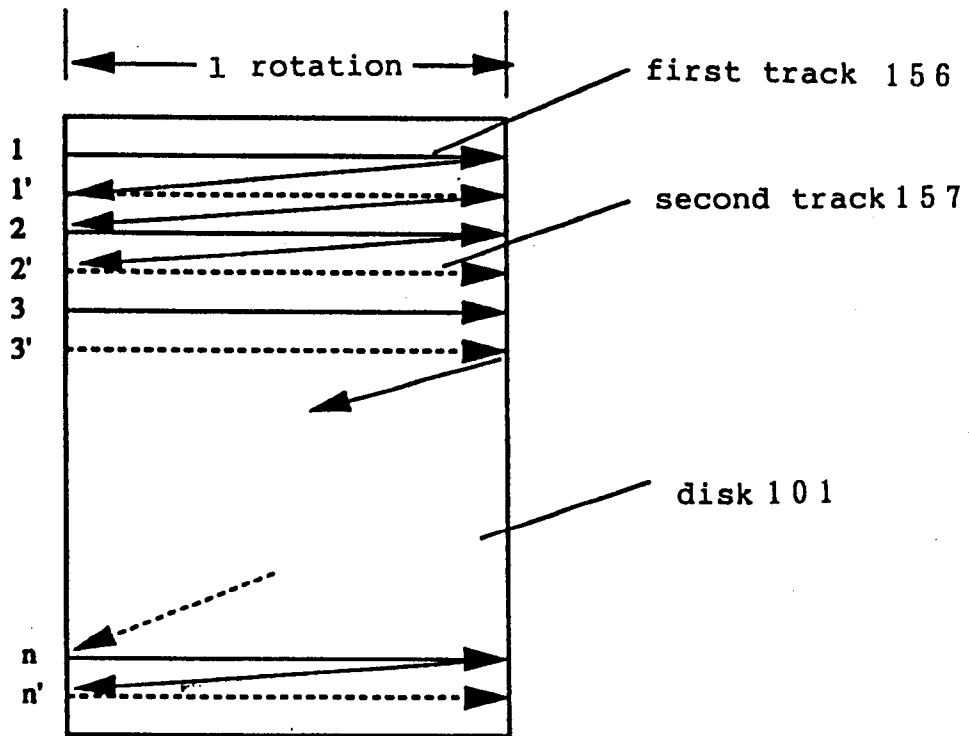 1 rotation
first track 156
1
1'
second track 157
2
2'
3
3'
disk 101
n
n'